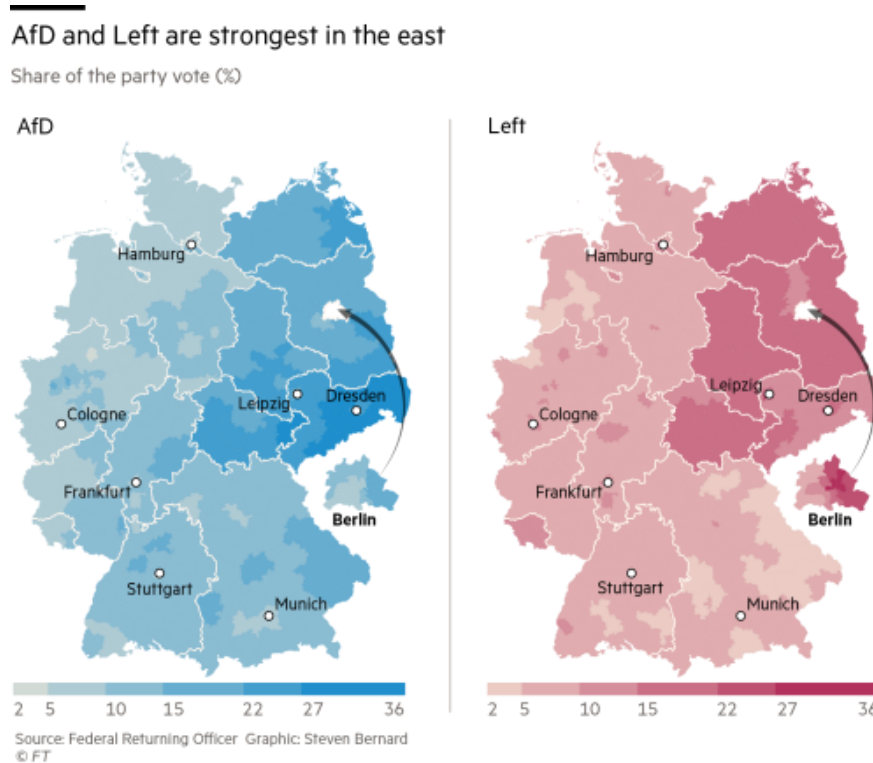 AfD and Left are strongest in the east
Share of the party vote (%)
AfD
Hamburg
Cologne
Leipzig
Dresden
Frankfurt
Berlin
Stuttgart
Munich
2 5 10 15 22 27 36
Left
Hamburg
Cologne
Leipzig
Dresden
Frankfurt
Berlin
Stuttgart
Munich
2 5 10 15 22 27 36
Source: Federal Returning Officer Graphic: Steven Bernard
© FT